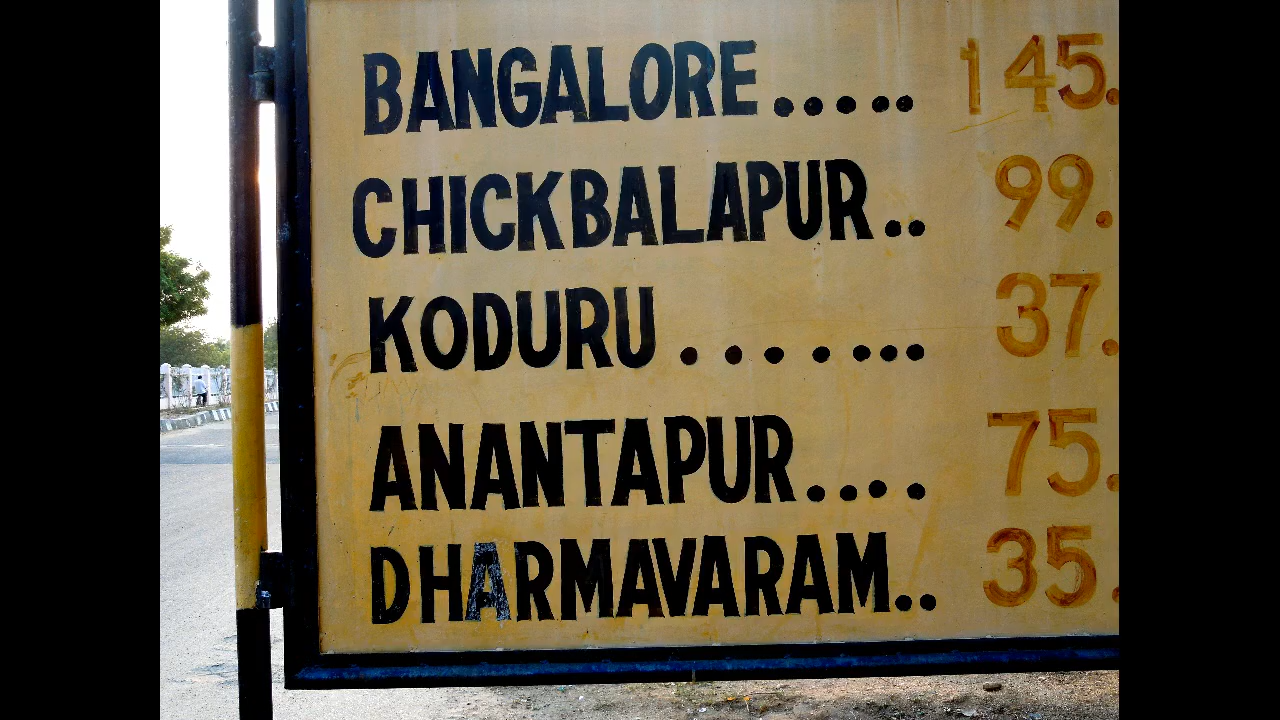 BANGALORE..... 145.
CHICKBALAPUR.. 99.
KODURU ....... 37.
ANANTAPUR.... 75.
DHARMAVARAM.. 35.